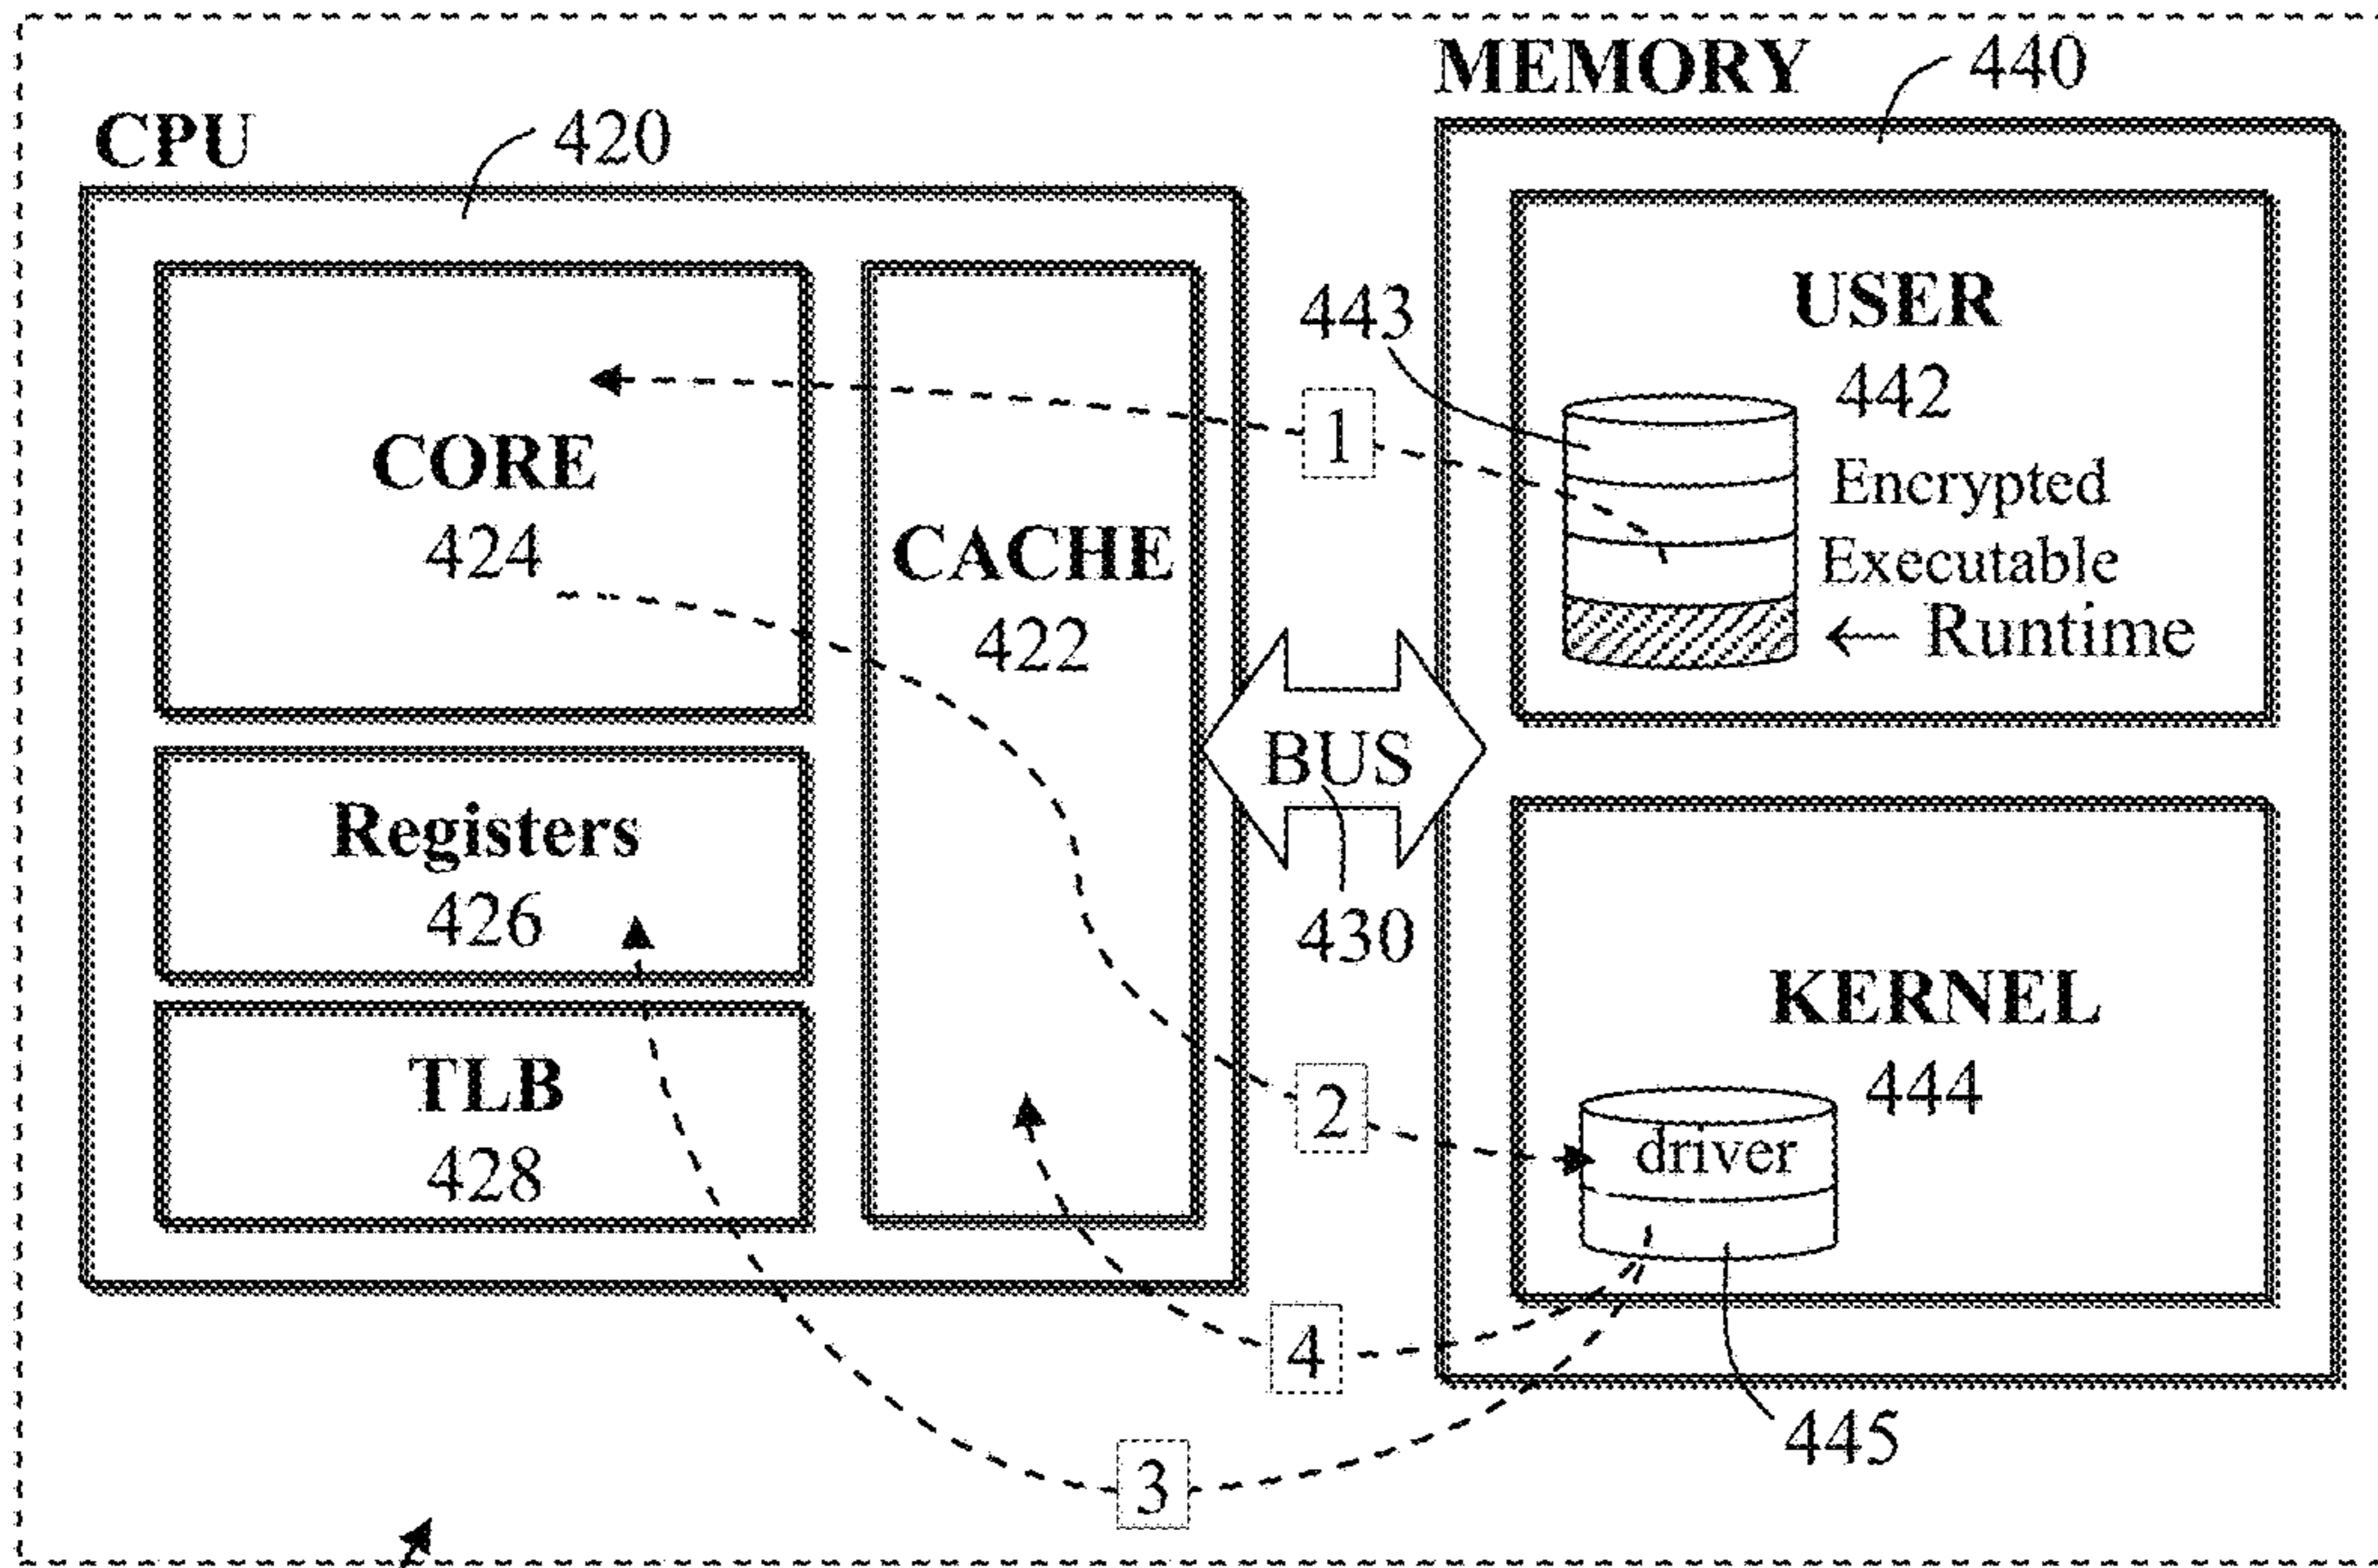 MEMORY
440
CPU
420
USER
442
443
Encrypted
Executable
← Runtime
1
CORE
424
CACHE
422
BUS
430
Registers
426
KERNEL
444
driver
TLB
428
2
4
445
3